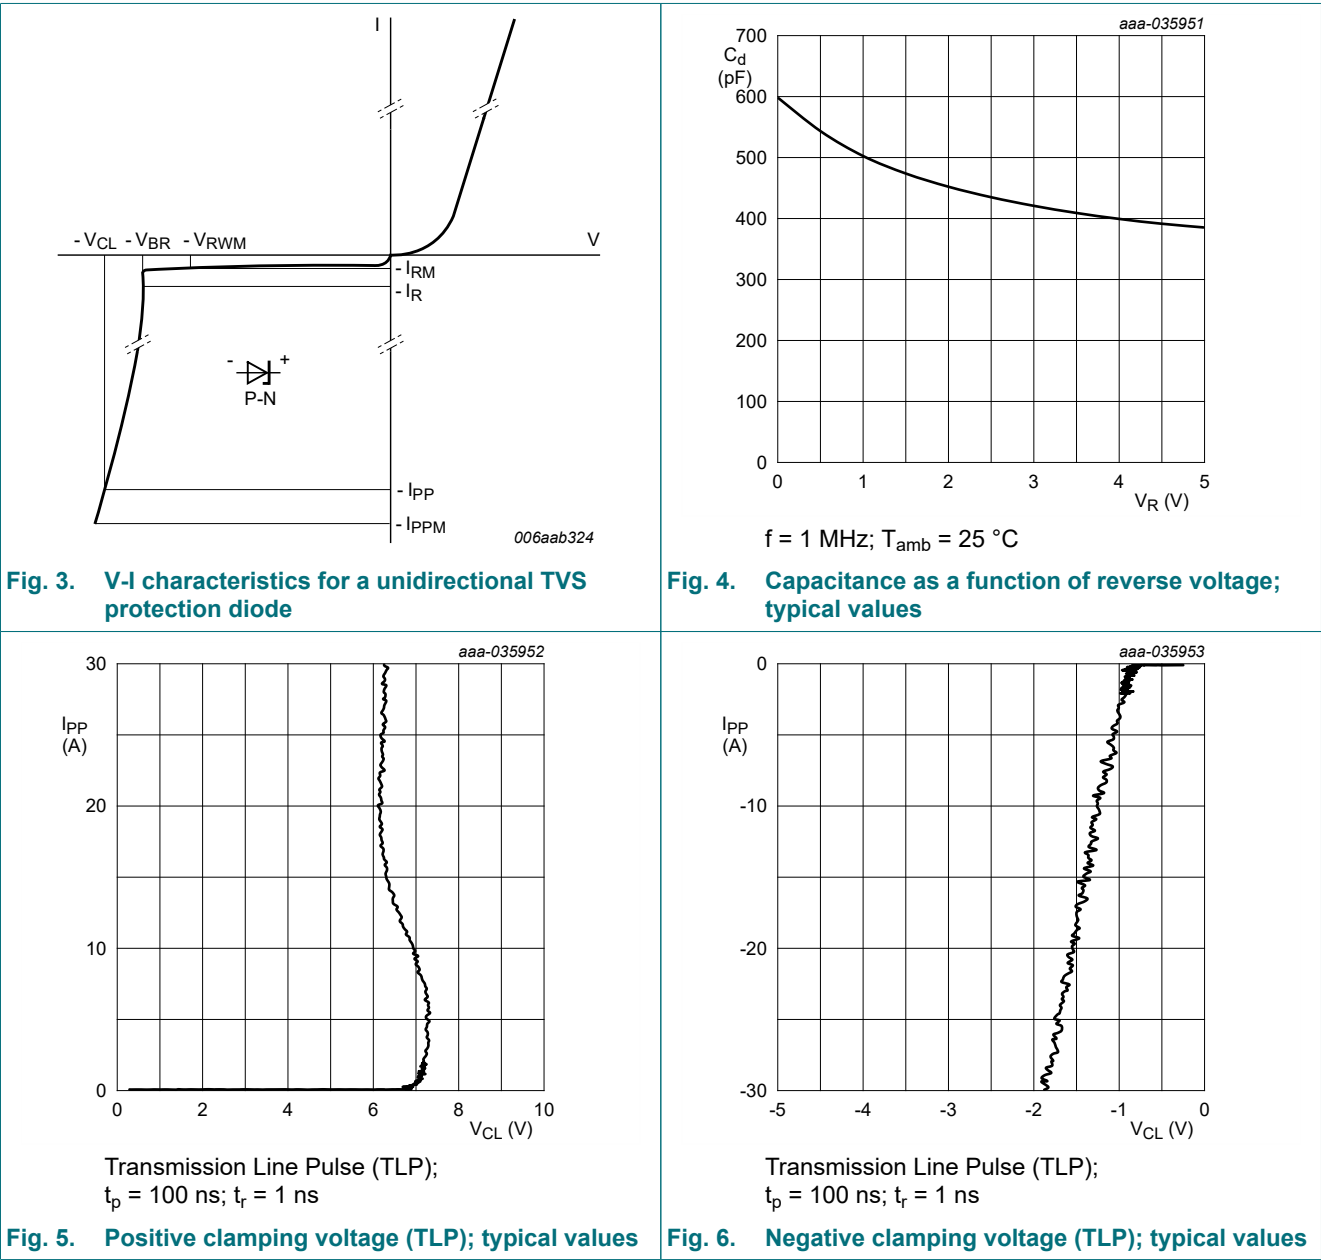 I
- VCL - VBR - VRWM
V
- IRM
- IR
- +
P-N
- IPP
- IPPM
006aab324
Fig. 3. V-I characteristics for a unidirectional TVS
protection diode
aaa-035951
700
Cd
(pF)
600
500
400
300
200
100
0
0 1 2 3 4 5
VR (V)
f = 1 MHz; Tamb = 25 °C
Fig. 4. Capacitance as a function of reverse voltage;
typical values
aaa-035952
30
IPP
(A)
20
10
0
0 2 4 6 8 10
VCL (V)
Transmission Line Pulse (TLP);
tp = 100 ns; tr = 1 ns
Fig. 5. Positive clamping voltage (TLP); typical values
aaa-035953
0
IPP
(A)
-10
-20
-30
-5 -4 -3 -2 -1 0
VCL (V)
Transmission Line Pulse (TLP);
tp = 100 ns; tr = 1 ns
Fig. 6. Negative clamping voltage (TLP); typical values